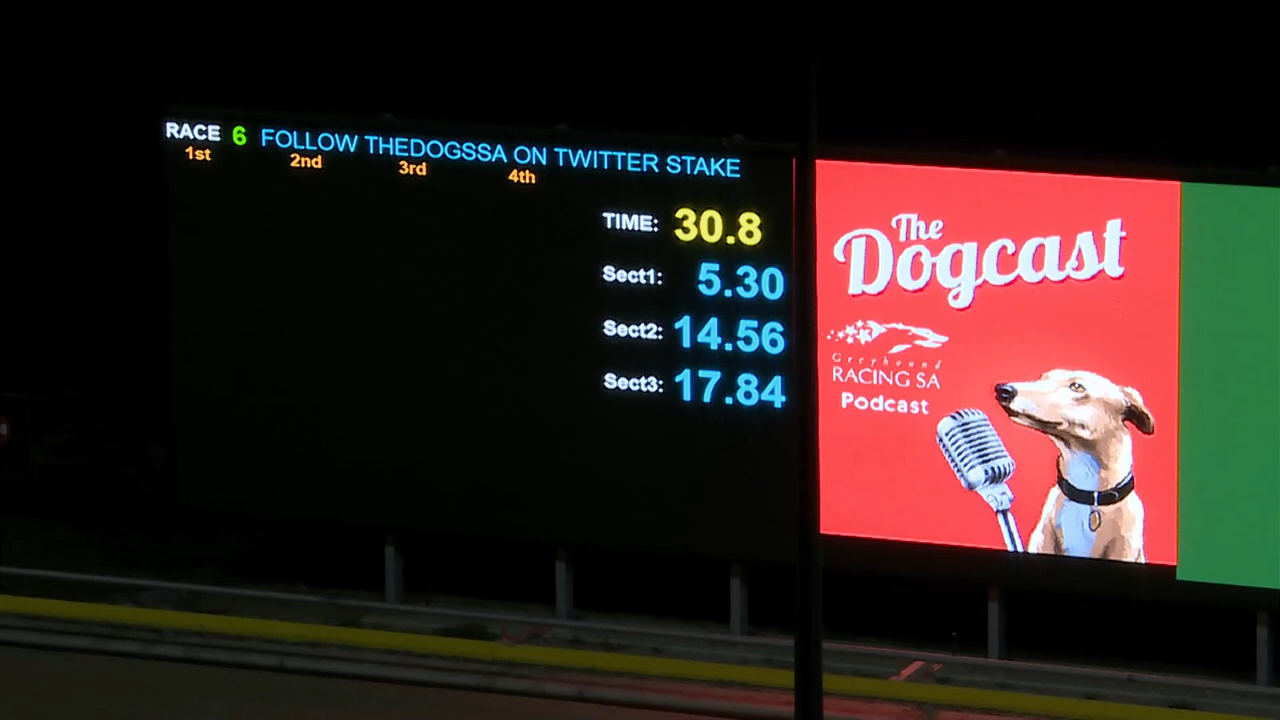 RACE 6 FOLLOW THEDOGSSA ON TWITTER STAKE
1st 2nd 3rd 4th
TIME: 30.8
Sect1: 5.30
Sect2: 14.56
Sect3: 17.84
The
Dogcast
Greyhound
RACING SA
Podcast